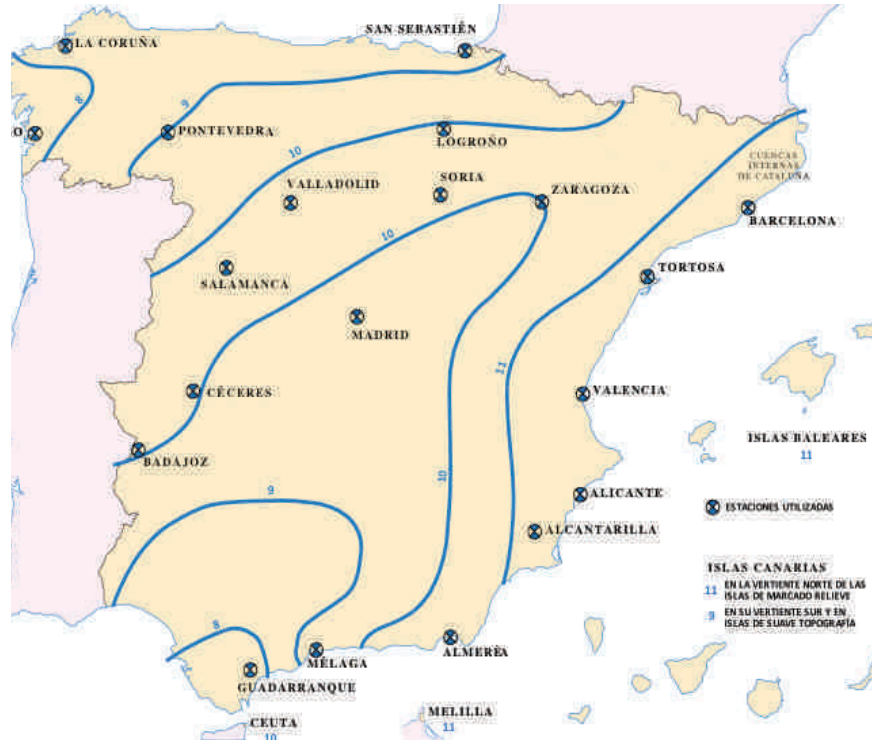 SAN SEBASTIÉN
LA CORUÑA
8
9
O
PONTEVEDRA
LOGROÑO
10
CUENCAS
INTERNAS
DE CATALUÑA
SORIA
VALLADOLID
ZARAGOZA
BARCELONA
10
SALAMANCA
TORTOSA
MADRID
11
CÉCERES
VALENCIA
ISLAS BALEARES
11
BADAJOZ
10
9
ALICANTE
ESTACIONES UTILIZADAS
ALCANTARILLA
ISLAS CANARIAS
11 EN LA VERTIENTE NORTE DE LAS
ISLAS DE MARCADO RELIEVE
9 EN SU VERTIENTE SUR Y EN
ISLAS DE SUAVE TOPOGRAFÍA
8
MÉLAGA
ALMERÈA
GUADARRANQUE
CEUTA
10
MELILLA
11